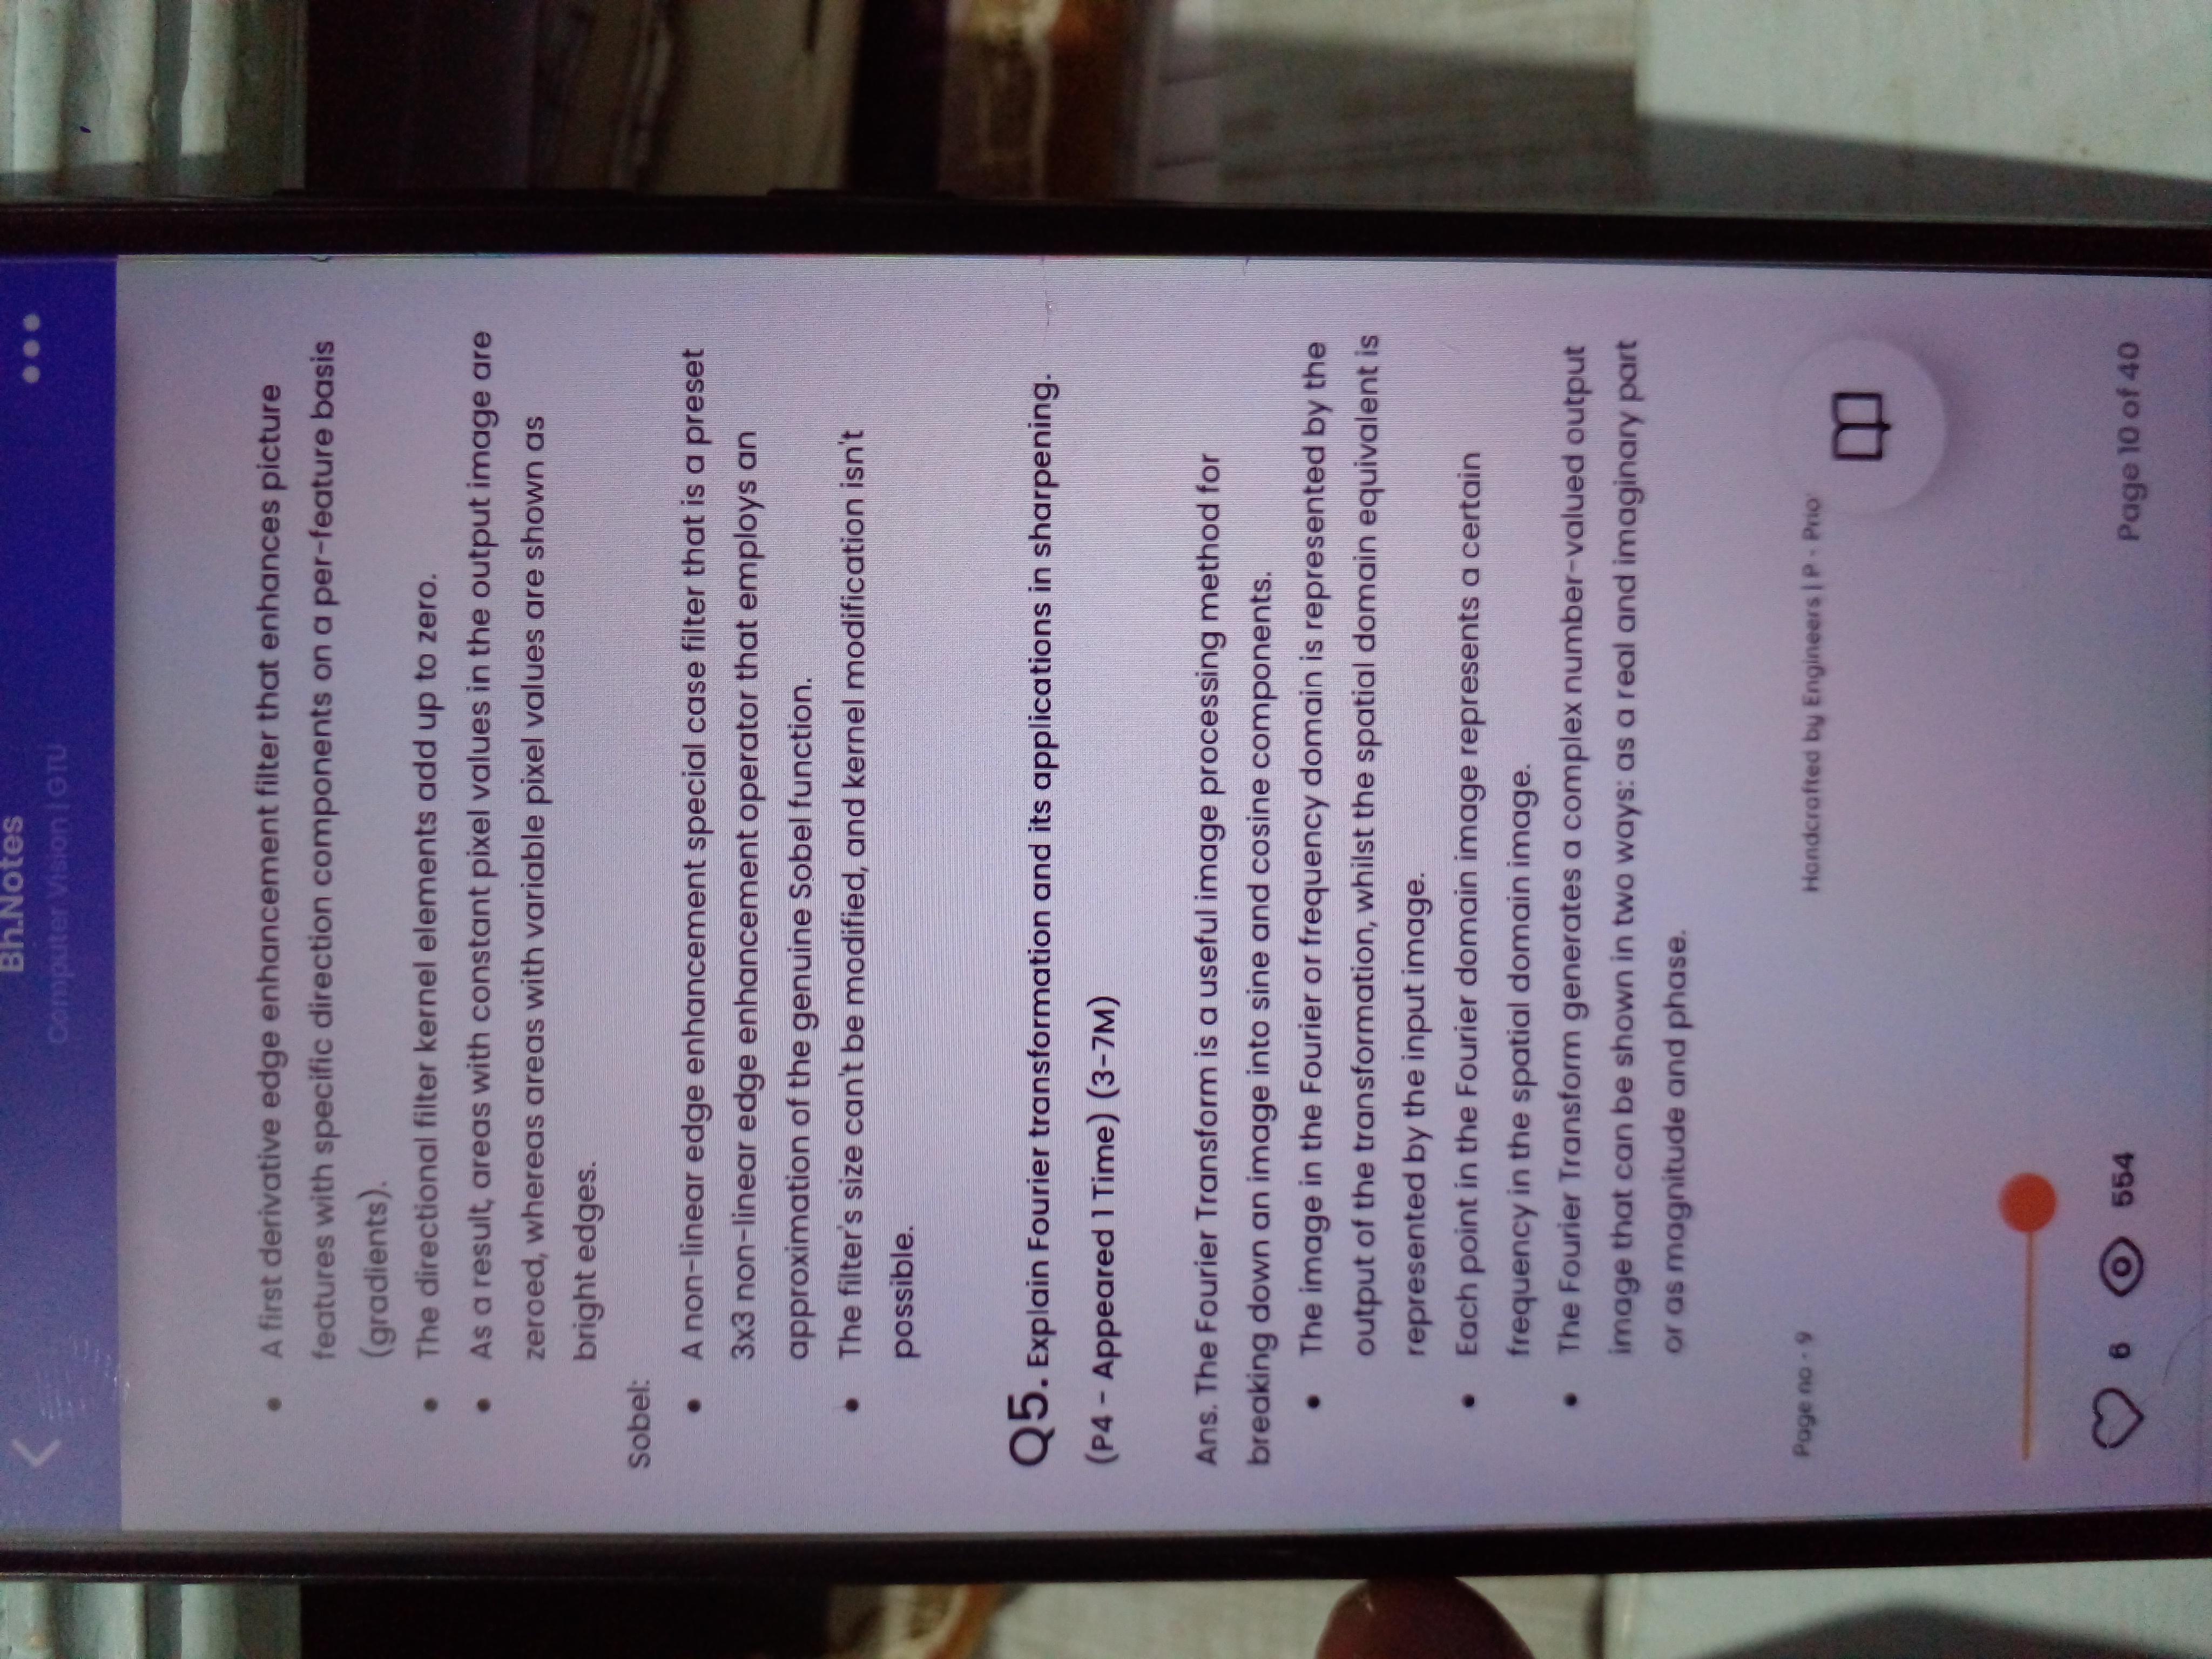 Bh.Notes
Computer Vision | GTU
• A first derivative edge enhancement filter that enhances picture
features with specific direction components on a per-feature basis
(gradients).
• The directional filter kernel elements add up to zero.
• As a result, areas with constant pixel values in the output image are
zeroed, whereas areas with variable pixel values are shown as
bright edges.
Sobel:
• A non-linear edge enhancement special case filter that is a preset
3x3 non-linear edge enhancement operator that employs an
approximation of the genuine Sobel function.
• The filter's size can't be modified, and kernel modification isn't
possible.
Q5. Explain Fourier transformation and its applications in sharpening.
(P4 - Appeared 1 Time) (3-7M)
Ans. The Fourier Transform is a useful image processing method for
breaking down an image into sine and cosine components.
• The image in the Fourier or frequency domain is represented by the
output of the transformation, whilst the spatial domain equivalent is
represented by the input image.
• Each point in the Fourier domain image represents a certain
frequency in the spatial domain image.
• The Fourier Transform generates a complex number-valued output
image that can be shown in two ways: as a real and imaginary part
or as magnitude and phase.
Page no - 9 Handcrafted by Engineers | P - Prio
6 554 Page 10 of 40